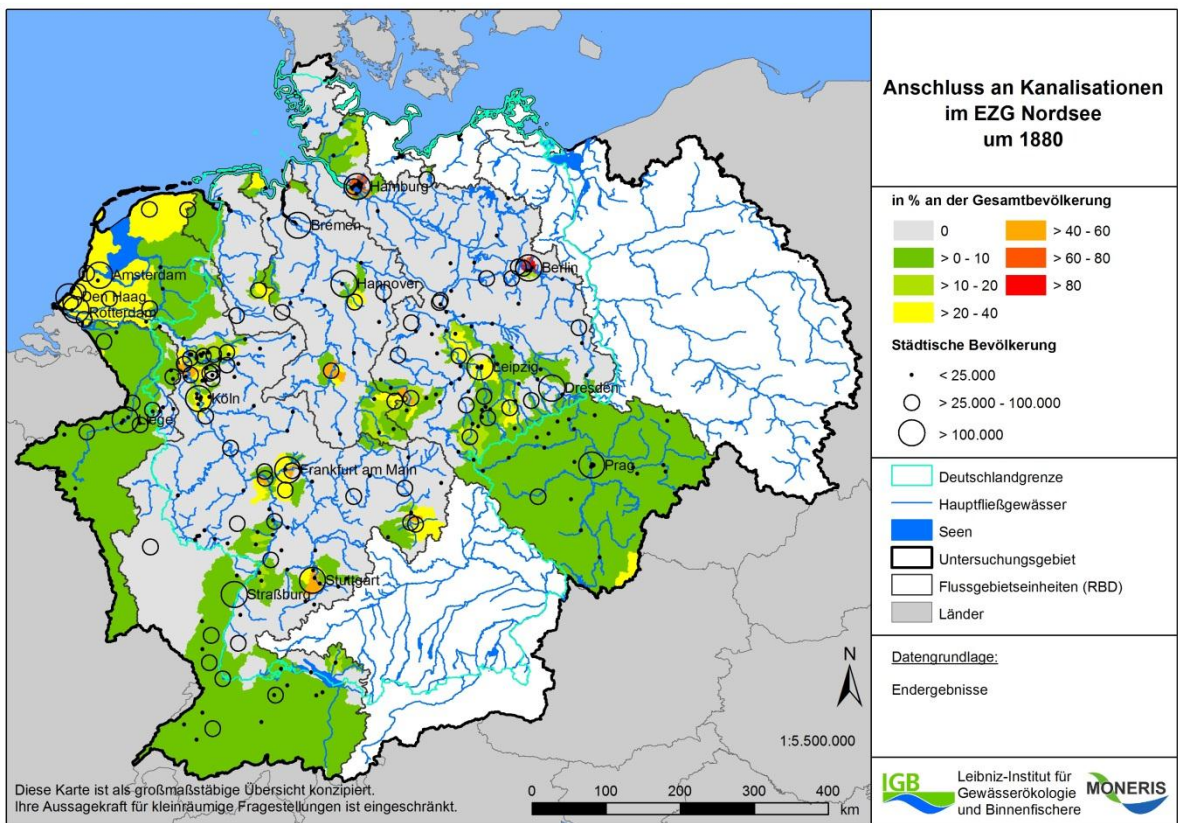 Anschluss an Kanalisationen
im EZG Nordsee
um 1880
in % an der Gesamtbevölkerung
0
> 0 - 10
> 10 - 20
> 20 - 40
> 40 - 60
> 60 - 80
> 80
Städtische Bevölkerung
< 25.000
> 25.000 - 100.000
> 100.000
Deutschlandgrenze
Hauptfließgewässer
Seen
Untersuchungsgebiet
Flussgebietseinheiten (RBD)
Länder
Datengrundlage:
Endergebnisse
IGB
Leibniz-Institut für
Gewässerökologie
und Binnenfischere
MONERIS
Hamburg
Bremen
Berlin
Amsterdam
Hannover
Den Haag
Rotterdam
Leipzig
Dresden
Köln
Liege
Frankfurt am Main
Prag
Stuttgart
Straßburg
N
1:5.500.000
Diese Karte ist als großmaßstäbige Übersicht konzipiert.
Ihre Aussagekraft für kleinräumige Fragestellungen ist eingeschränkt.
0 100 200 300 400
km